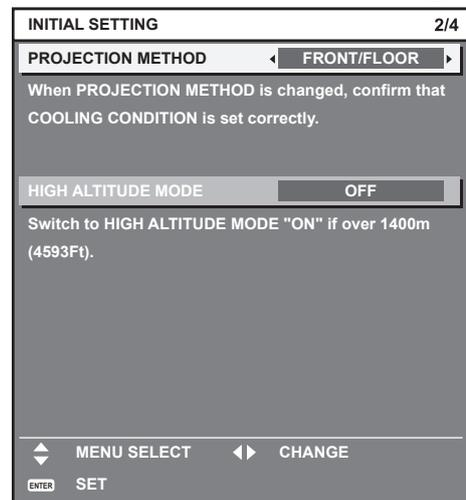 INITIAL SETTING 2/4
PROJECTION METHOD FRONT/FLOOR
When PROJECTION METHOD is changed, confirm that
COOLING CONDITION is set correctly.
HIGH ALTITUDE MODE OFF
Switch to HIGH ALTITUDE MODE "ON" if over 1400m
(4593Ft).
MENU SELECT CHANGE
ENTER SET